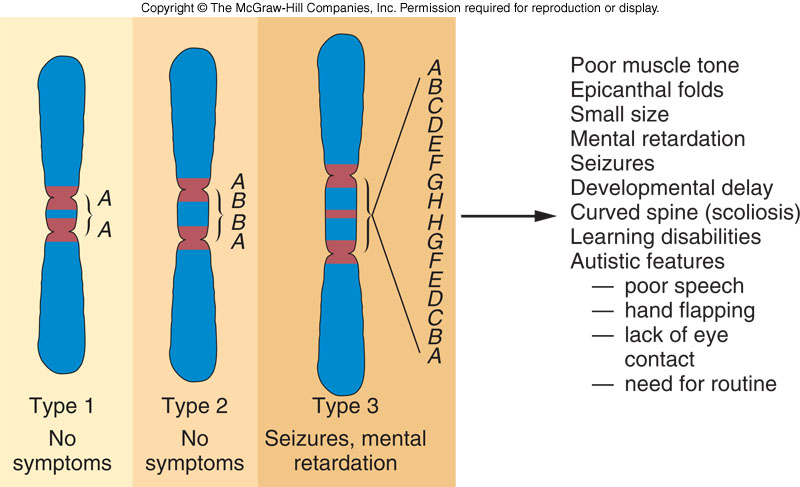 Copyright © The McGraw-Hill Companies, Inc. Permission required for reproduction or display.
A
A
Type 1
No
symptoms
A
B
B
A
Type 2
No
symptoms
A
B
C
D
E
F
G
H
H
G
F
E
D
C
B
A
Type 3
Seizures, mental
retardation
Poor muscle tone
Epicanthal folds
Small size
Mental retardation
Seizures
Developmental delay
Curved spine (scoliosis)
Learning disabilities
Autistic features
— poor speech
— hand flapping
— lack of eye
contact
— need for routine